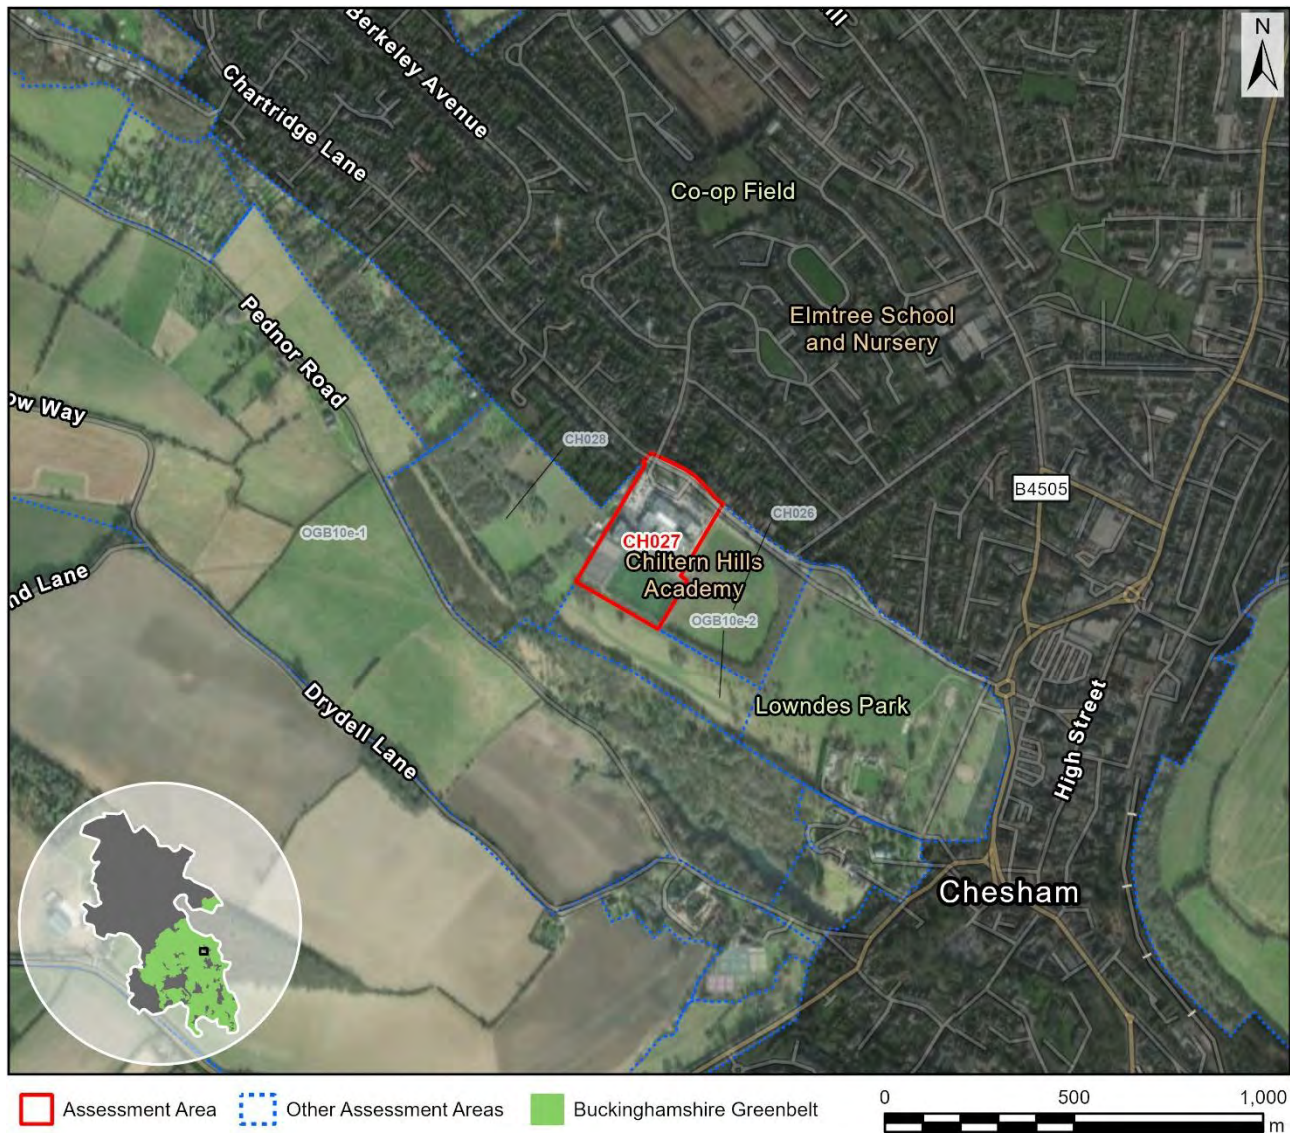 Berkeley Avenue
Hill
N
Chartridge Lane
Co-op Field
Elmtree School
and Nursery
Pednor Road
ow Way
CH028
B4505
CH026
OGB10e-1
CH027
Chiltern Hills
Academy
nd Lane
OGB10e-2
Drydell Lane
Lowndes Park
High Street
Chesham
Assessment Area
Other Assessment Areas
Buckinghamshire Greenbelt
0 500 1,000
m